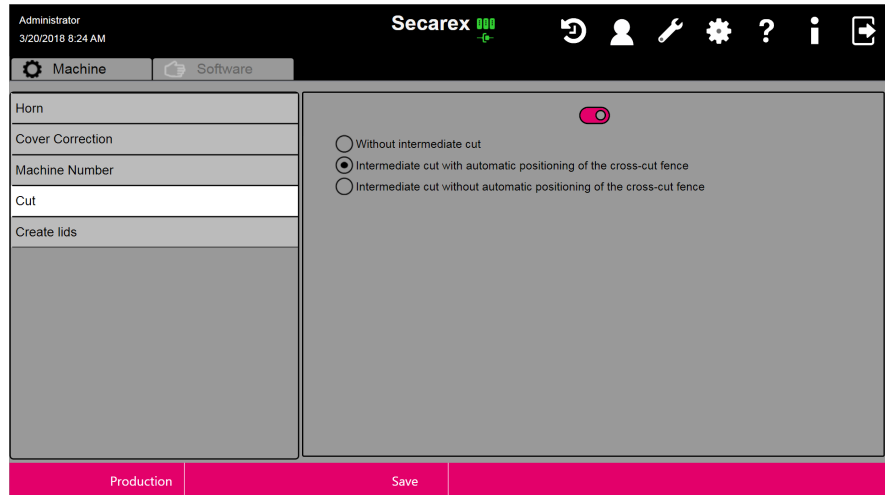 Administrator
3/20/2018 8:24 AM
Secarex
?
i
Machine
Software
Horn
Cover Correction
Machine Number
Cut
Create lids
Without intermediate cut
Intermediate cut with automatic positioning of the cross-cut fence
Intermediate cut without automatic positioning of the cross-cut fence
Production
Save